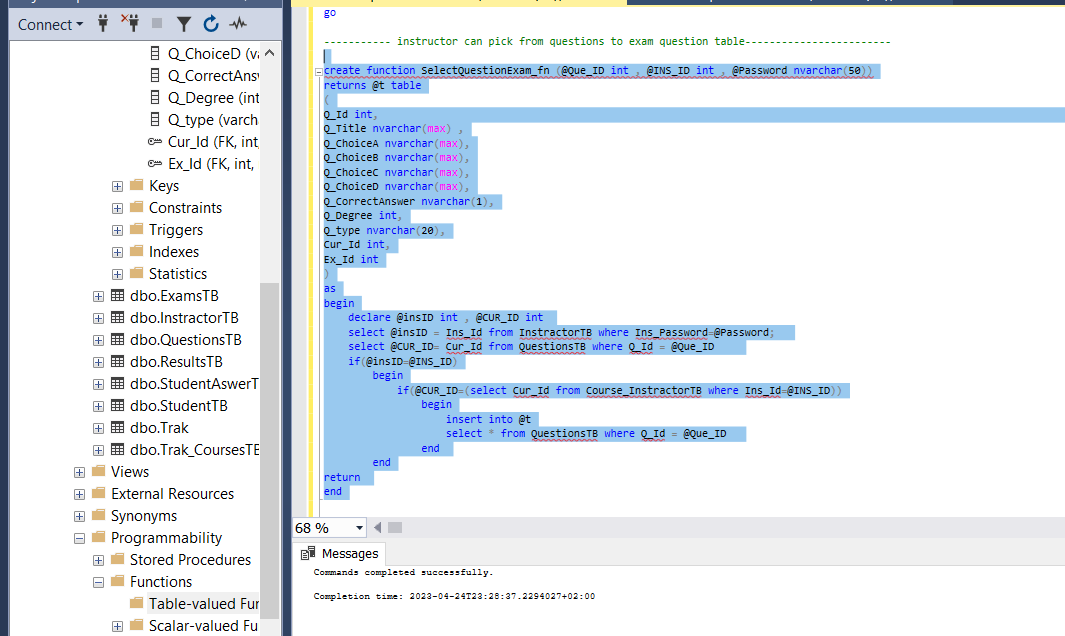 Connect
Q_ChoiceD (va
Q_CorrectAnsv
Q_Degree (int
Q_type (varch
Cur_Id (FK, int,
Ex_Id (FK, int,
Keys
Constraints
Triggers
Indexes
Statistics
dbo.ExamsTB
dbo.InstractorTB
dbo.QuestionsTB
dbo.ResultsTB
dbo.StudentAswerT
dbo.StudentTB
dbo.Trak
dbo.Trak_CoursesTB
Views
External Resources
Synonyms
Programmability
Stored Procedures
Functions
Table-valued Fur
Scalar-valued Fu
go
----------- instructor can pick from questions to exam question table------------------------
create function SelectQuestionExam_fn (@Que_ID int , @INS_ID int , @Password nvarchar(50))
returns @t table
(
Q_Id int,
Q_Title nvarchar(max) ,
Q_ChoiceA nvarchar(max),
Q_ChoiceB nvarchar(max),
Q_ChoiceC nvarchar(max),
Q_ChoiceD nvarchar(max),
Q_CorrectAnswer nvarchar(1),
Q_Degree int,
Q_type nvarchar(20),
Cur_Id int,
Ex_Id int
)
as
begin
declare @insID int , @CUR_ID int
select @insID = Ins_Id from InstractorTB where Ins_Password=@Password;
select @CUR_ID= Cur_Id from QuestionsTB where Q_Id = @Que_ID
if(@insID=@INS_ID)
begin
if(@CUR_ID=(select Cur_Id from Course_InstractorTB where Ins_Id=@INS_ID))
begin
insert into @t
select * from QuestionsTB where Q_Id = @Que_ID
end
end
return
end
68 %
Messages
Commands completed successfully.
Completion time: 2023-04-24T23:28:37.2294027+02:00